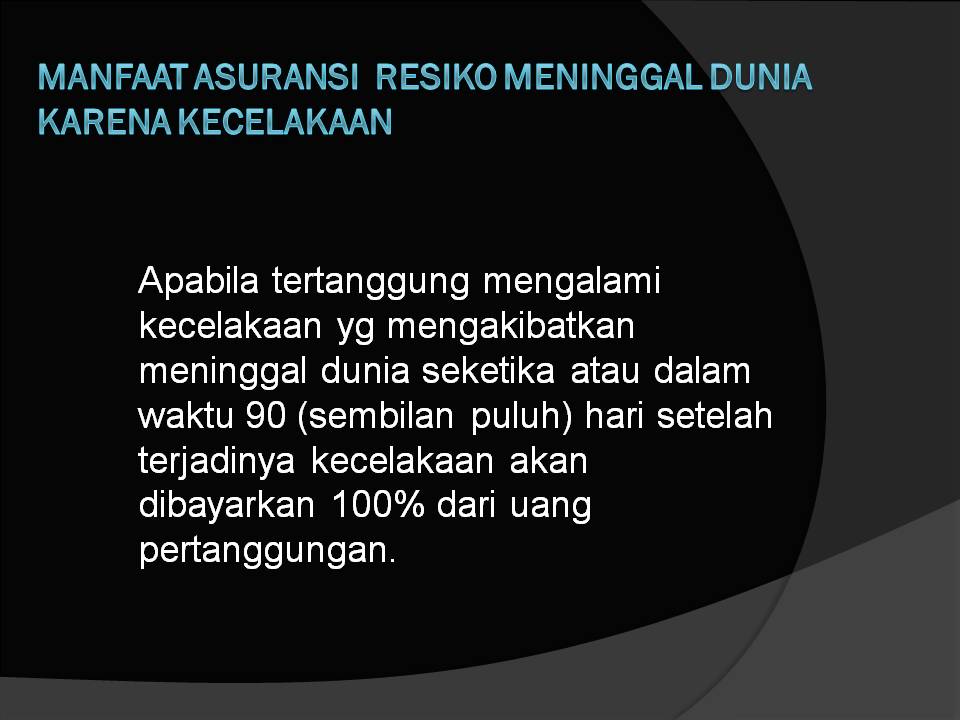 MANFAAT ASURANSI RESIKO MENINGGAL DUNIA
KARENA KECELAKAAN
Apabila tertanggung mengalami
kecelakaan yg mengakibatkan
meninggal dunia seketika atau dalam
waktu 90 (sembilan puluh) hari setelah
terjadinya kecelakaan akan
dibayarkan 100% dari uang
pertanggungan.